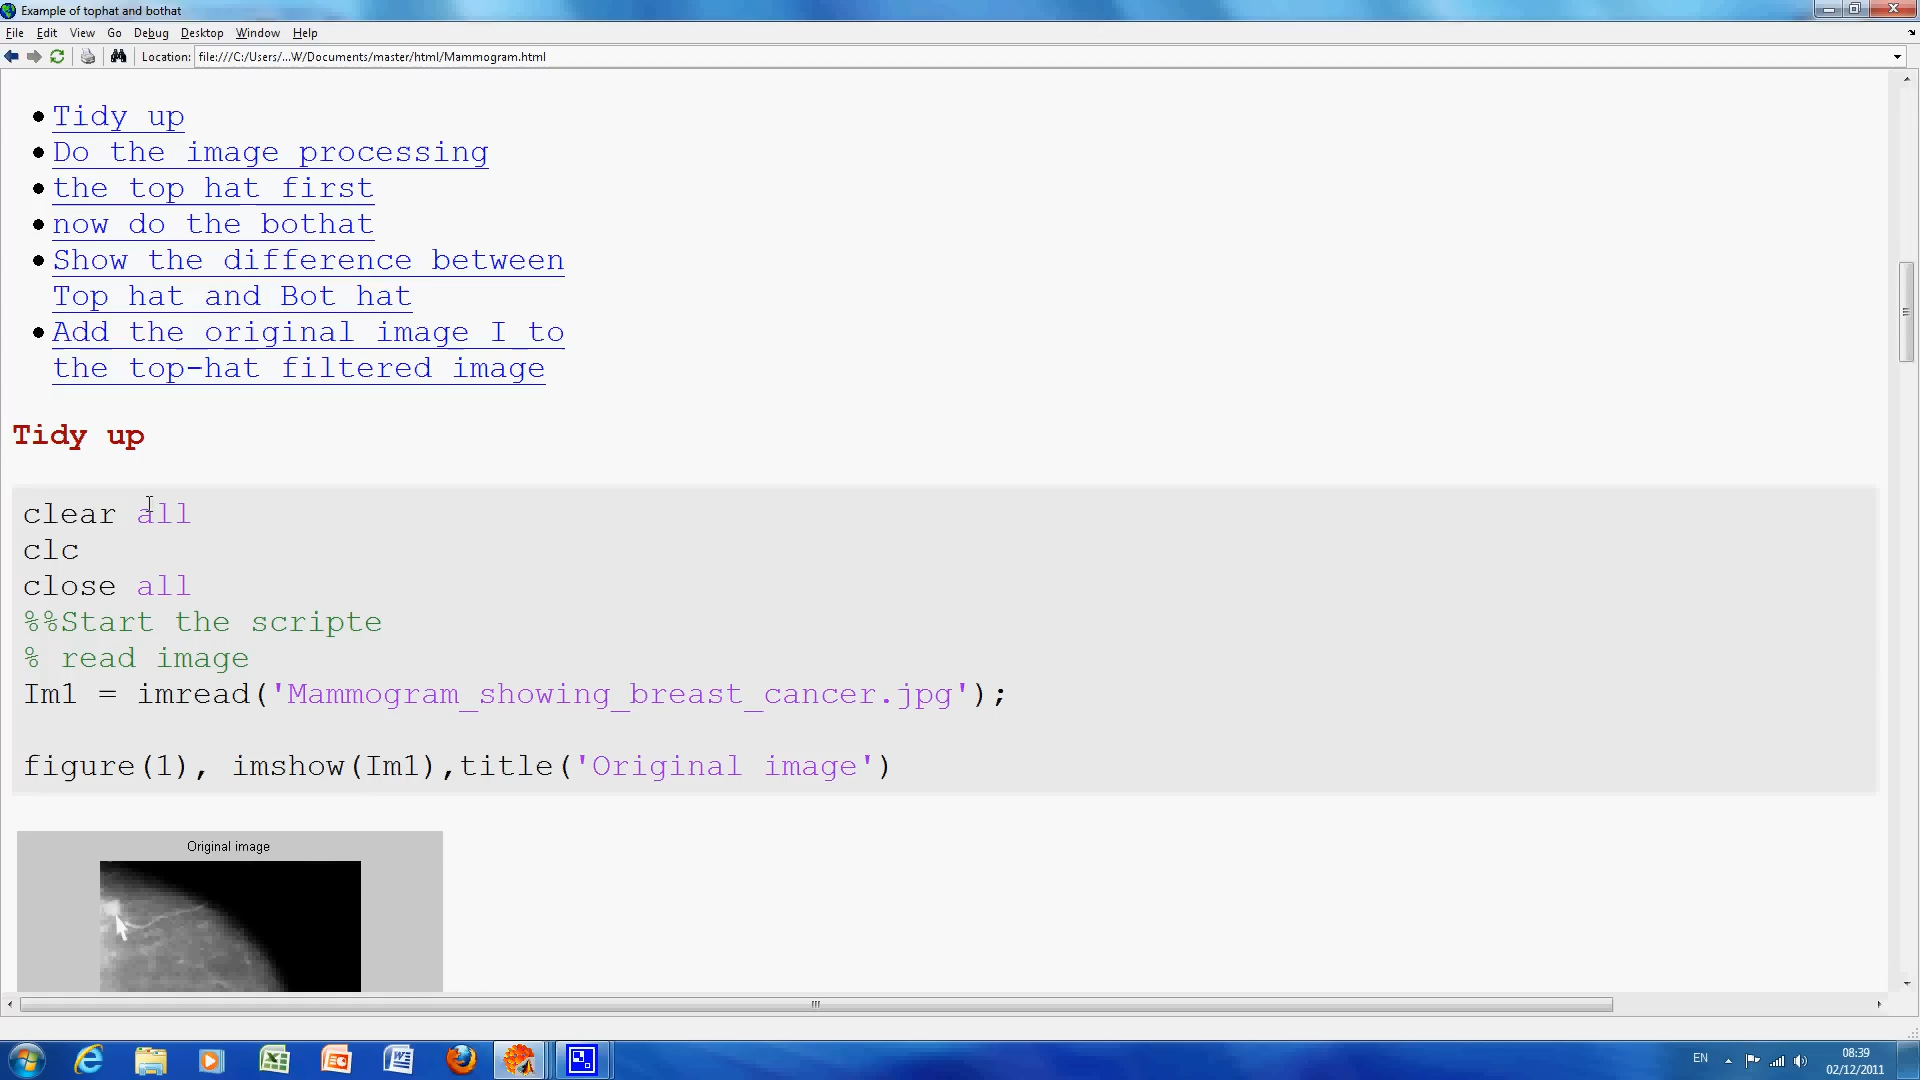 Example of tophat and bothat
File Edit View Go Debug Desktop Window Help
Location: file:///C:/Users/...W/Documents/master/html/Mammogram.html
Tidy up
Do the image processing
the top hat first
now do the bothat
Show the difference between
Top hat and Bot hat
Add the original image I to
the top-hat filtered image
Tidy up
clear all
clc
close all
%%Start the scripte
% read image
Im1 = imread('Mammogram_showing_breast_cancer.jpg');
figure(1), imshow(Im1),title('Original image')
Original image
EN
08:39
02/12/2011